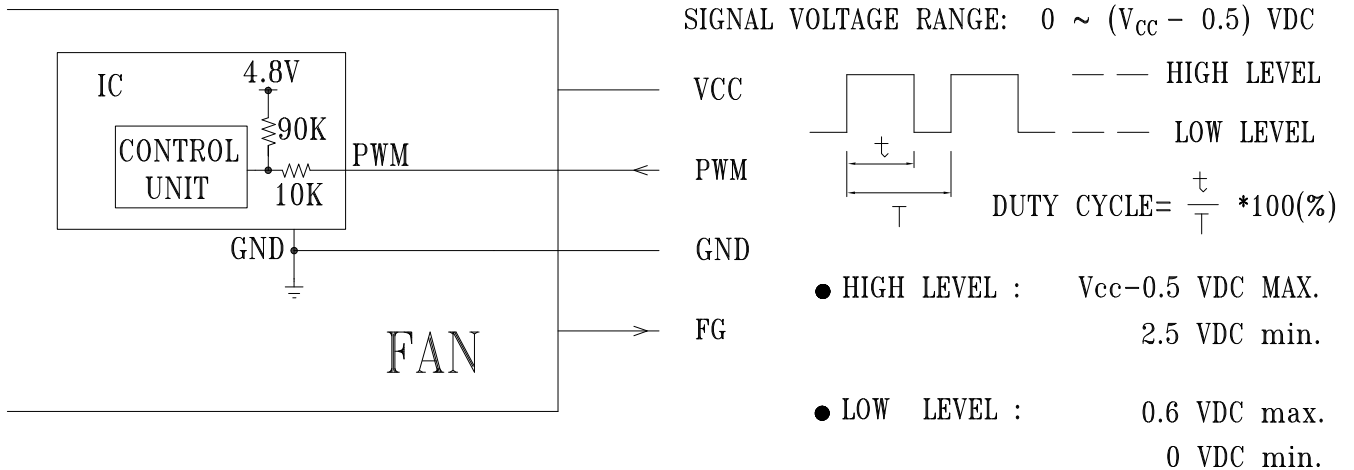 SIGNAL VOLTAGE RANGE: 0 ~ (VCC - 0.5) VDC
IC
4.8V
90K
CONTROL
UNIT
10K
PWM
GND
FAN
VCC
PWM
GND
FG
HIGH LEVEL
LOW LEVEL
t
T
DUTY CYCLE= t/T *100(%)
● HIGH LEVEL : Vcc-0.5 VDC MAX.
2.5 VDC min.
● LOW LEVEL : 0.6 VDC max.
0 VDC min.